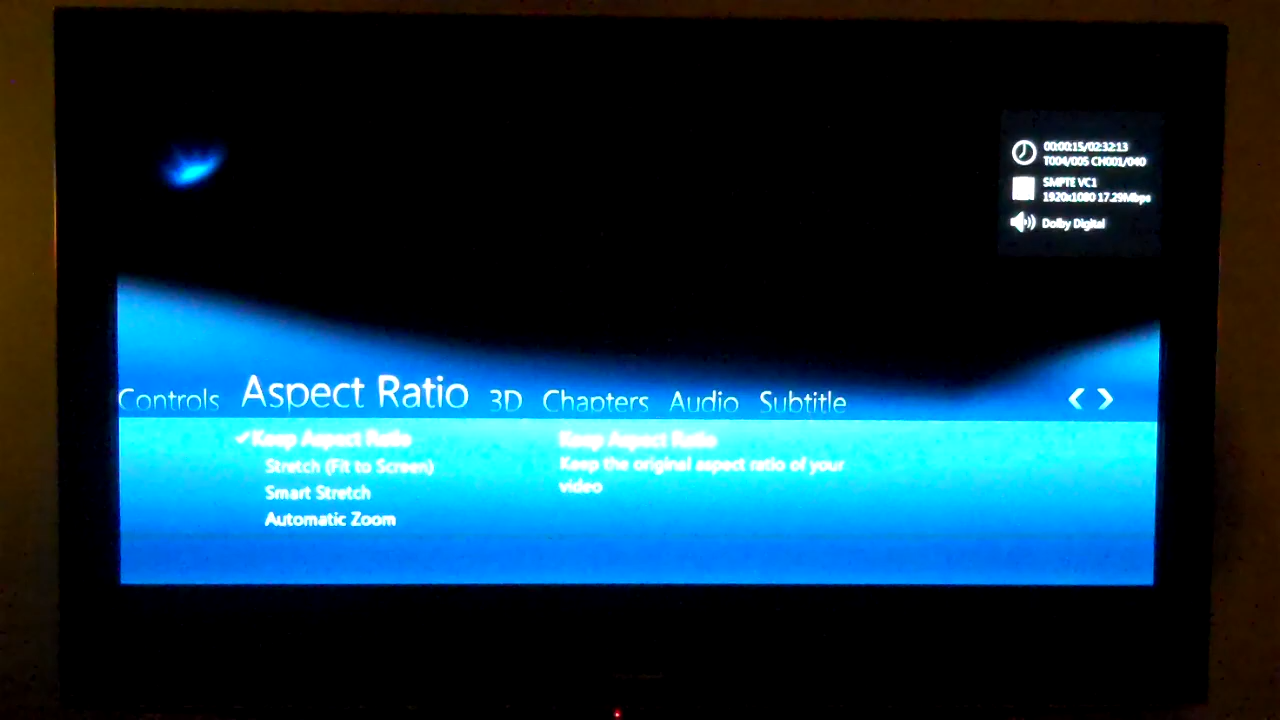 00:00:15/02:32:13
T004/005 CH001/040
SMPTE VC1
1920x1080 17.29Mbps
Dolby Digital
Controls Aspect Ratio 3D Chapters Audio Subtitle
✓Keep Aspect Ratio
Stretch (Fit to Screen)
Smart Stretch
Automatic Zoom
Keep Aspect Ratio
Keep the original aspect ratio of your
video